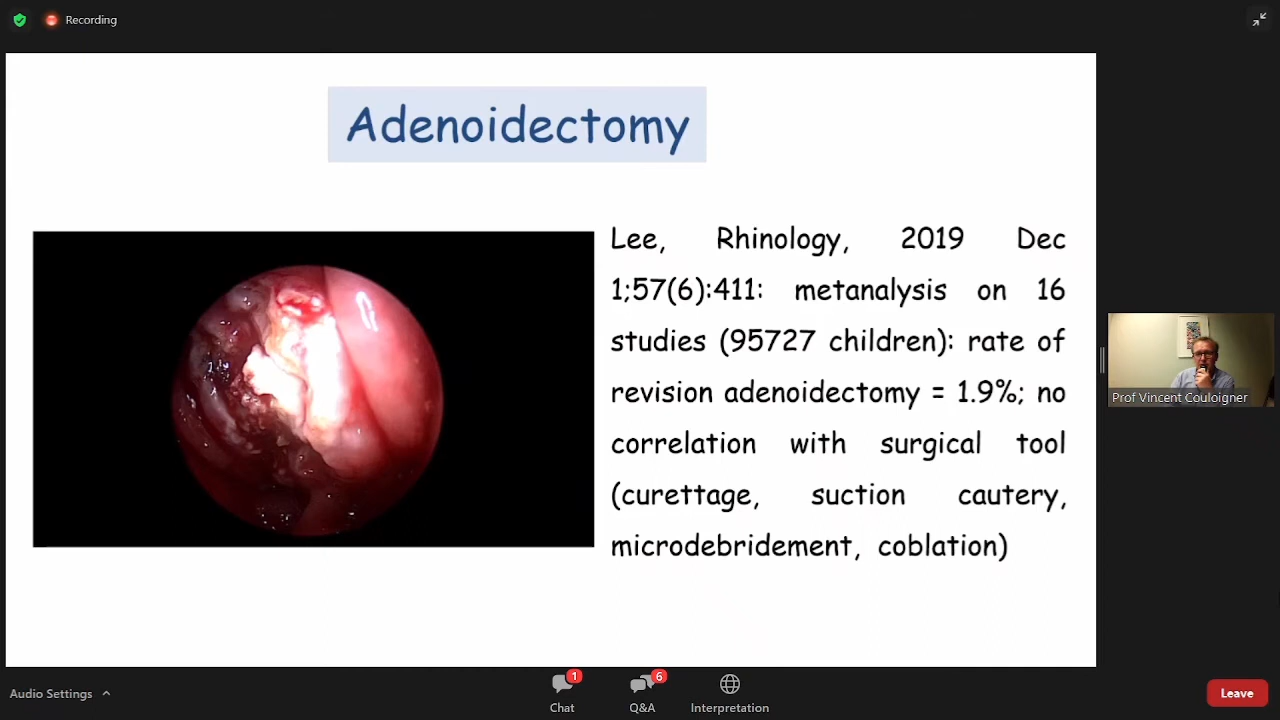 Recording
Adenoidectomy
Lee, Rhinology, 2019 Dec
1;57(6):411: metanalysis on 16
studies (95727 children): rate of
revision adenoidectomy = 1.9%; no
correlation with surgical tool
(curettage, suction cautery,
microdebridement, coblation)
Prof Vincent Couloigner
Audio Settings
1
Chat
6
Q&A
Interpretation
Leave